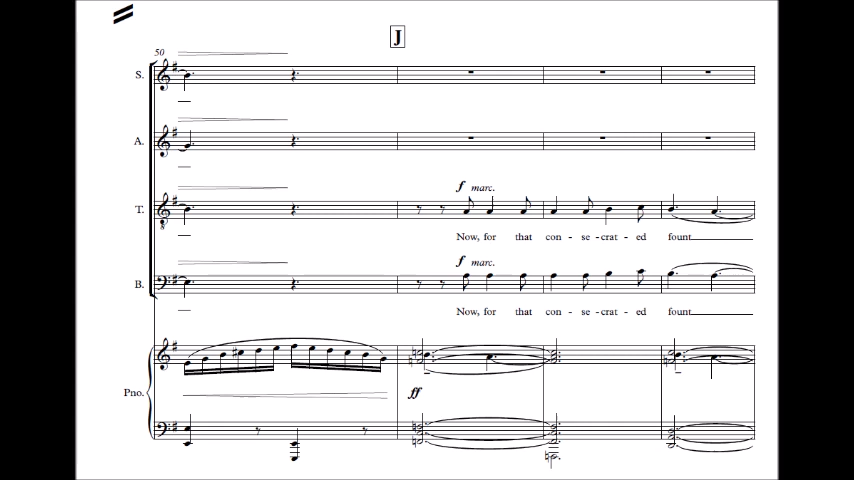 J
50
S.
A.
f marc.
T.
Now, for that con - se - crat - ed fount
f marc.
B.
Now, for that con - se - crat - ed fount
Pno.
ff